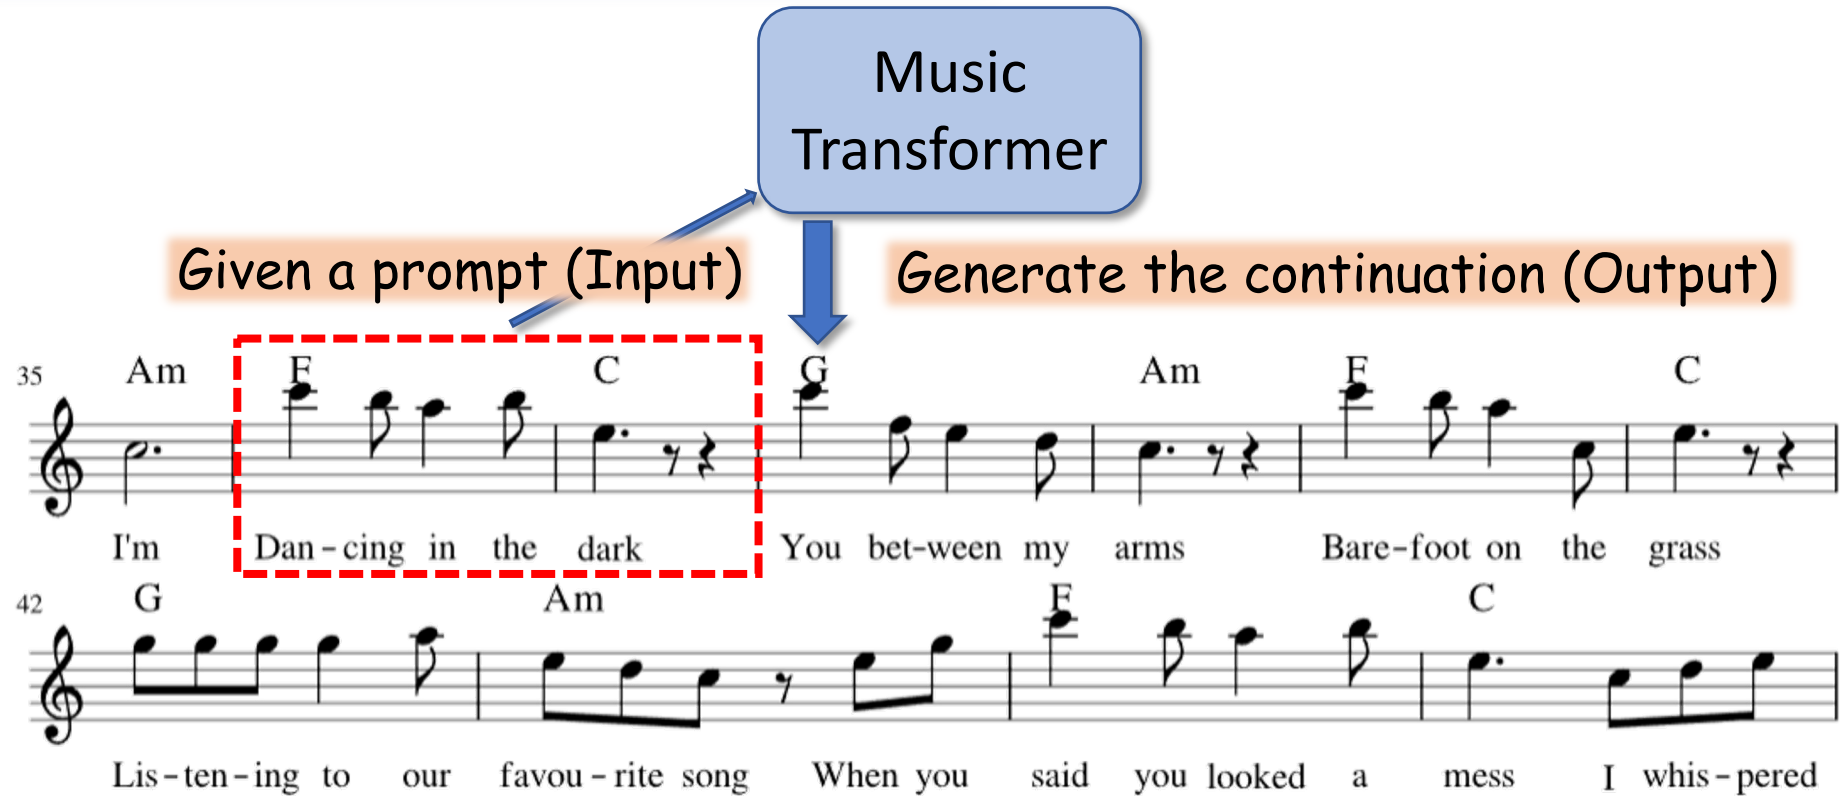 Music
Transformer
Given a prompt (Input)
Generate the continuation (Output)
35 Am F C G Am F C
I'm Dan-cing in the dark You bet-ween my arms Bare-foot on the grass
42 G Am F C
Lis-ten-ing to our favou-rite song When you said you looked a mess I whis-pered